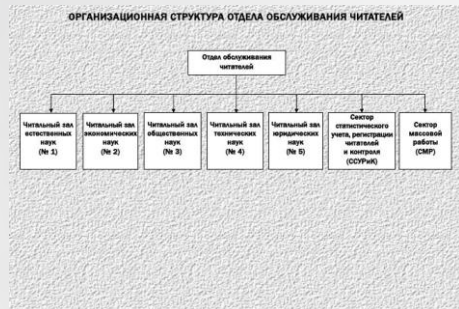 ОРГАНИЗАЦИОННАЯ СТРУКТУРА ОТДЕЛА ОБСЛУЖИВАНИЯ ЧИТАТЕЛЕЙ
Отдел обслуживания
читателей
Читальный зал
естественных
наук
(№ 1)
Читальный зал
экономических
наук
(№ 2)
Читальный зал
общественных
наук
(№ 3)
Читальный зал
технических
наук
(№ 4)
Читальный зал
юридических
наук
(№ 5)
Сектор
статистического
учета, регистрации
читателей
и контроля
(ССУРиК)
Сектор
массовой
работы
(СМР)